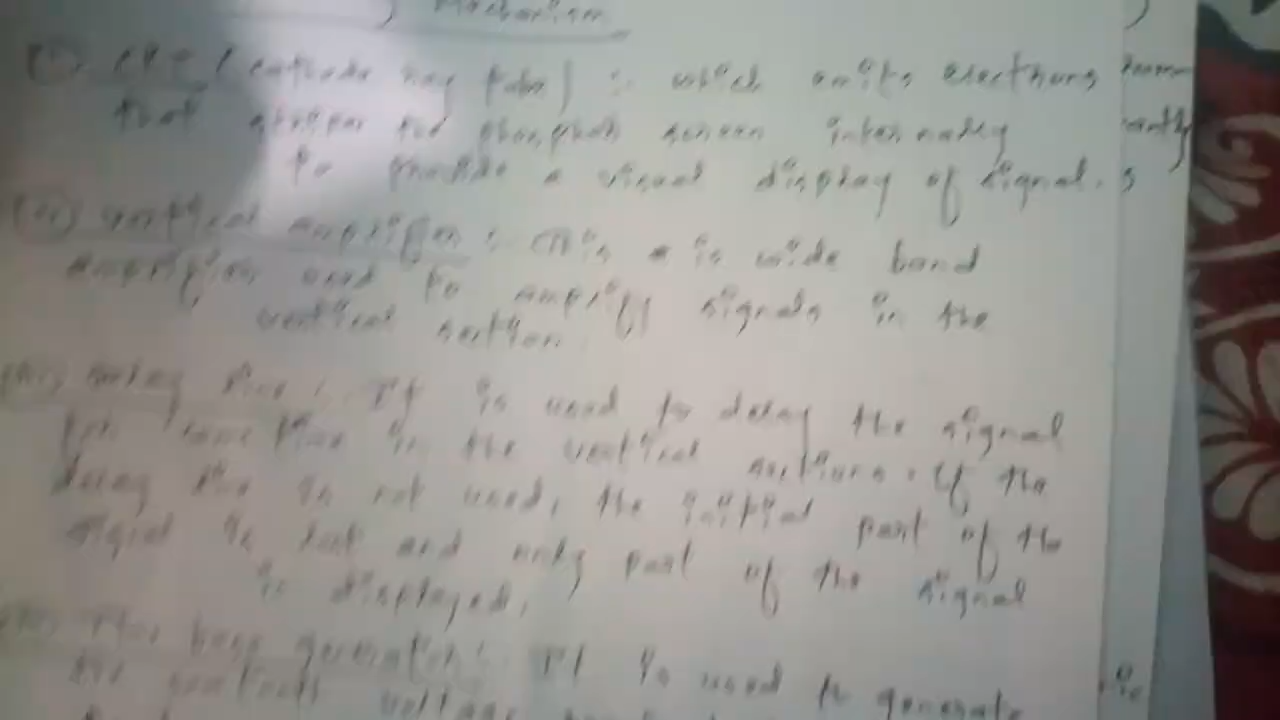 Mechanism
(i) CRT (cathode ray tube) : which emits electrons
that strikes the phosphor screen internally
to provide a visual display of signal.
(ii) vertical amplifier : This is wide band
amplifier used to amplify signals in the
vertical section.
(iii) Delay line : It is used to delay the signal
for some time in the vertical sections. If the
delay line is not used, the initial part of the
signal is lost and only part of the signal
is displayed.
(iv) Time base generator : It is used to generate
the voltage